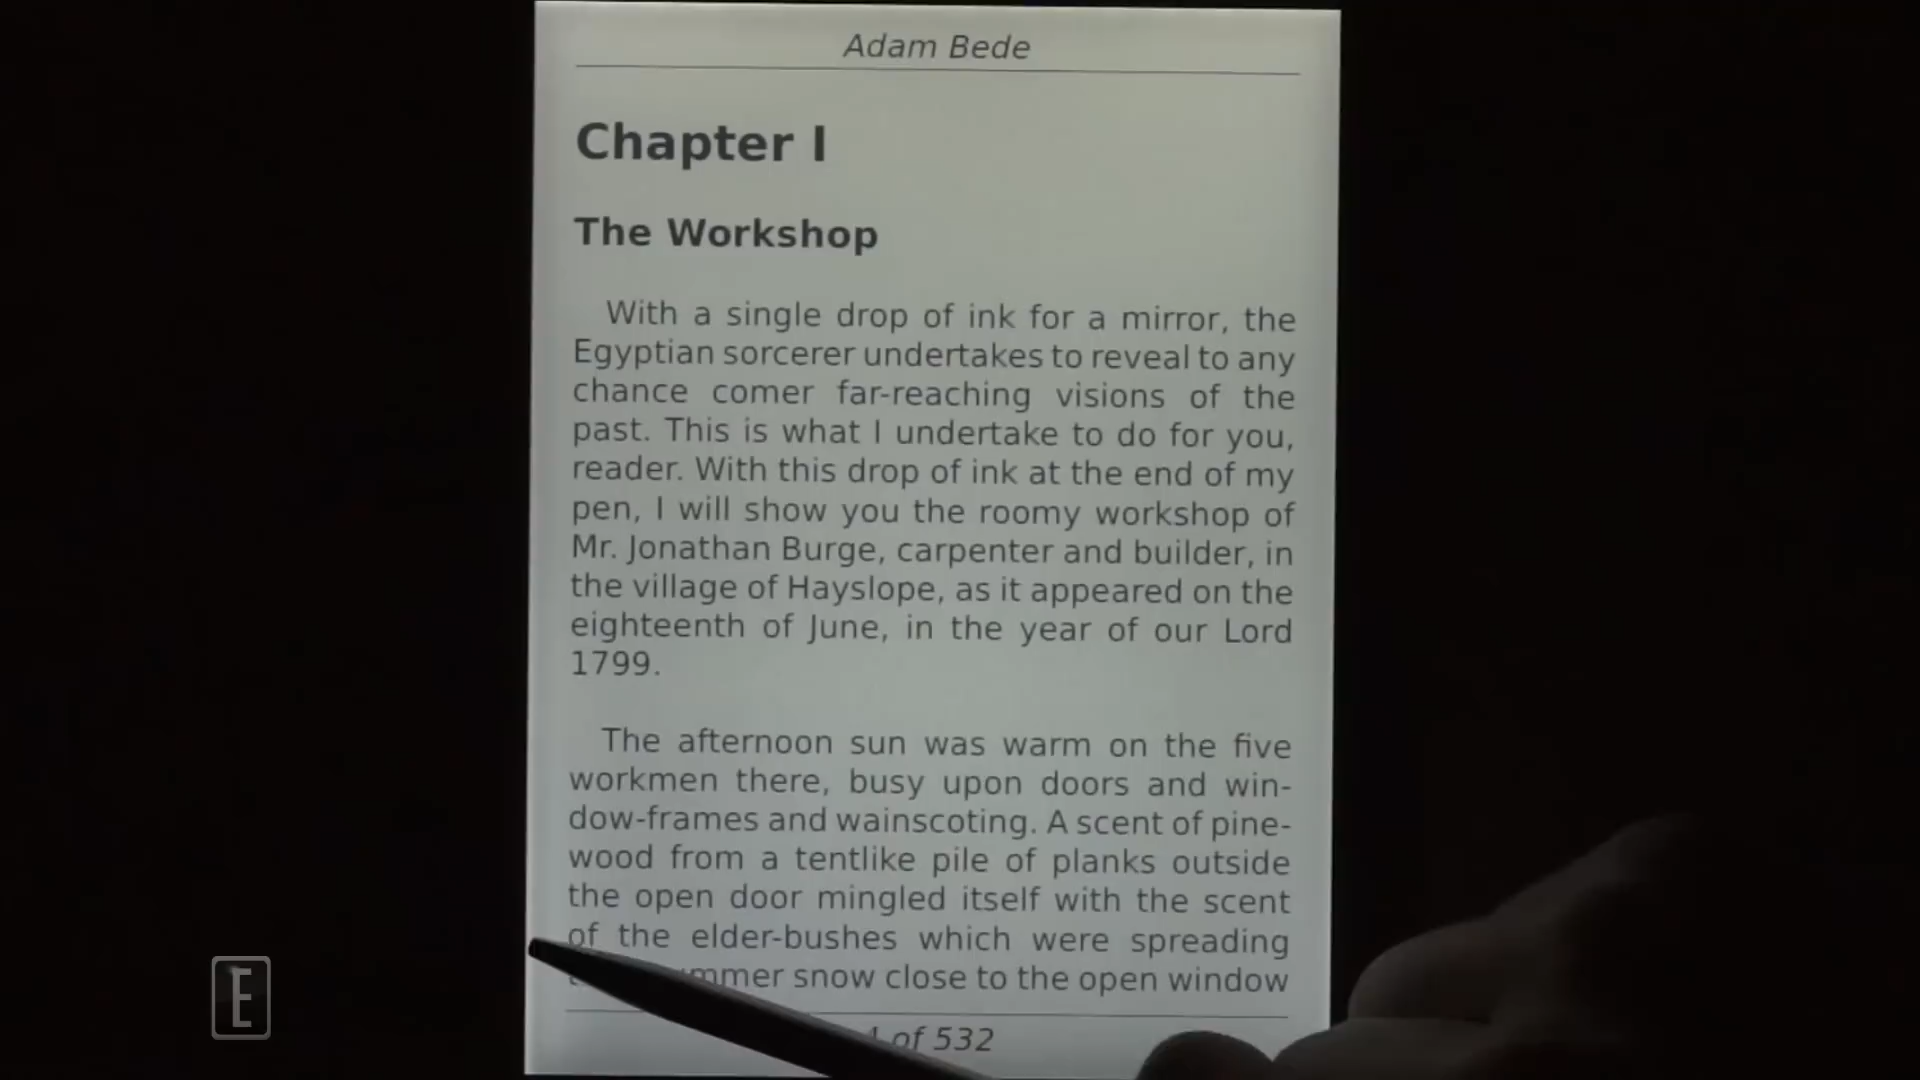 Adam Bede
Chapter I
The Workshop
With a single drop of ink for a mirror, the
Egyptian sorcerer undertakes to reveal to any
chance comer far-reaching visions of the
past. This is what I undertake to do for you,
reader. With this drop of ink at the end of my
pen, I will show you the roomy workshop of
Mr. Jonathan Burge, carpenter and builder, in
the village of Hayslope, as it appeared on the
eighteenth of June, in the year of our Lord
1799.
The afternoon sun was warm on the five
workmen there, busy upon doors and win-
dow-frames and wainscoting. A scent of pine-
wood from a tentlike pile of planks outside
the open door mingled itself with the scent
of the elder-bushes which were spreading
snow close to the open window
of 532
E